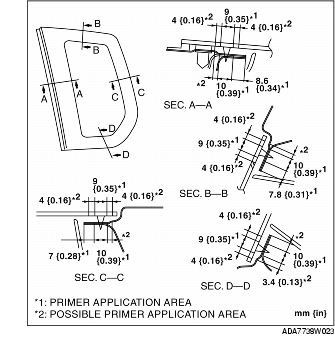 B
B
A
A
C
C
D
D
9
4 {0.16}*2 {0.35}*1 4 {0.16}*2
*2
10
{0.39}*1
8.6
{0.34}*1
SEC. A—A
4 {0.16}*2
9 {0.35}*1
4 {0.16}*2
*2
10
{0.39}*1
7.8 {0.31}*1
SEC. B—B
9
{0.35}*1
4 {0.16}*2 4 {0.16}*2
*2
7 {0.28}*1
10
{0.39}*1
SEC. C—C
4 {0.16}*2
9 {0.35}*1
4 {0.16}*2
*2
10
{0.39}*1
3.4 {0.13}*2
SEC. D—D
*1: PRIMER APPLICATION AREA
*2: POSSIBLE PRIMER APPLICATION AREA
mm {in}
ADA7739W023